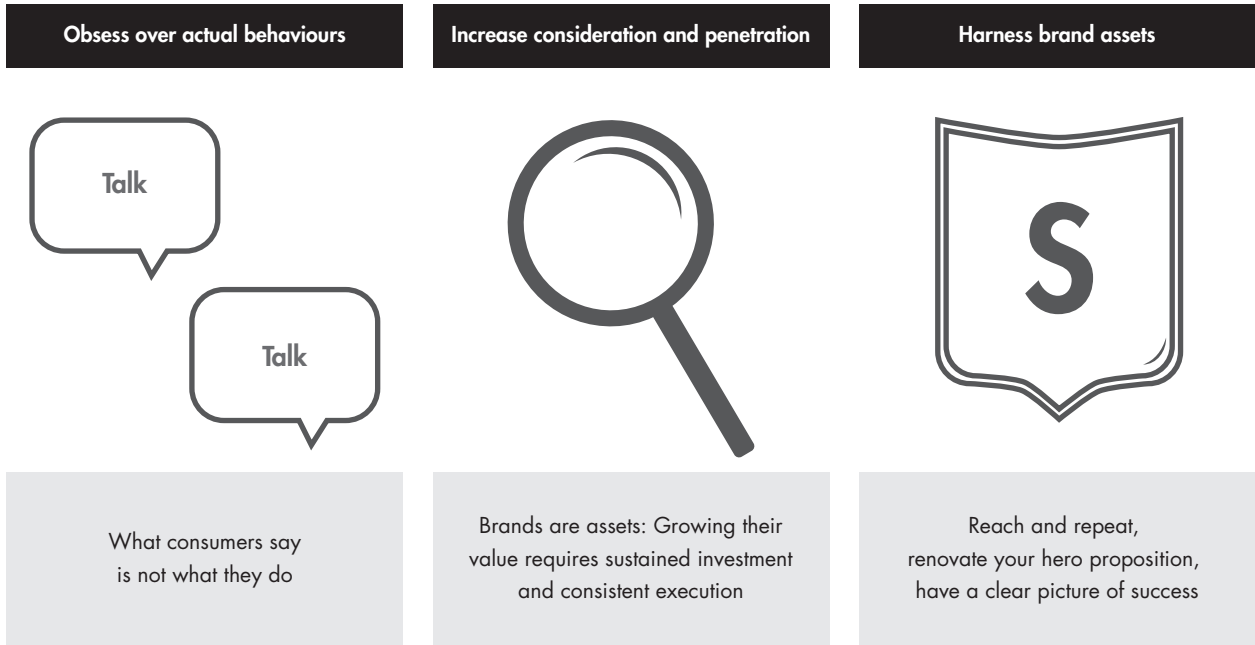 Obsess over actual behaviours
Talk
Talk
What consumers say
is not what they do
Increase consideration and penetration
Brands are assets: Growing their
value requires sustained investment
and consistent execution
Harness brand assets
S
Reach and repeat,
renovate your hero proposition,
have a clear picture of success